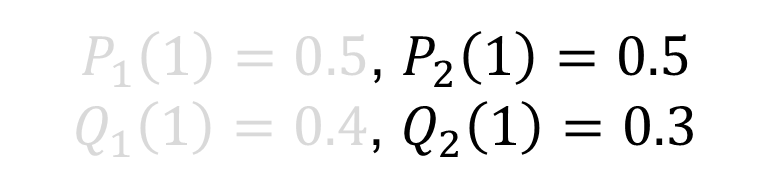 P₁(1) = 0.5, P₂(1) = 0.5
Q₁(1) = 0.4, Q₂(1) = 0.3